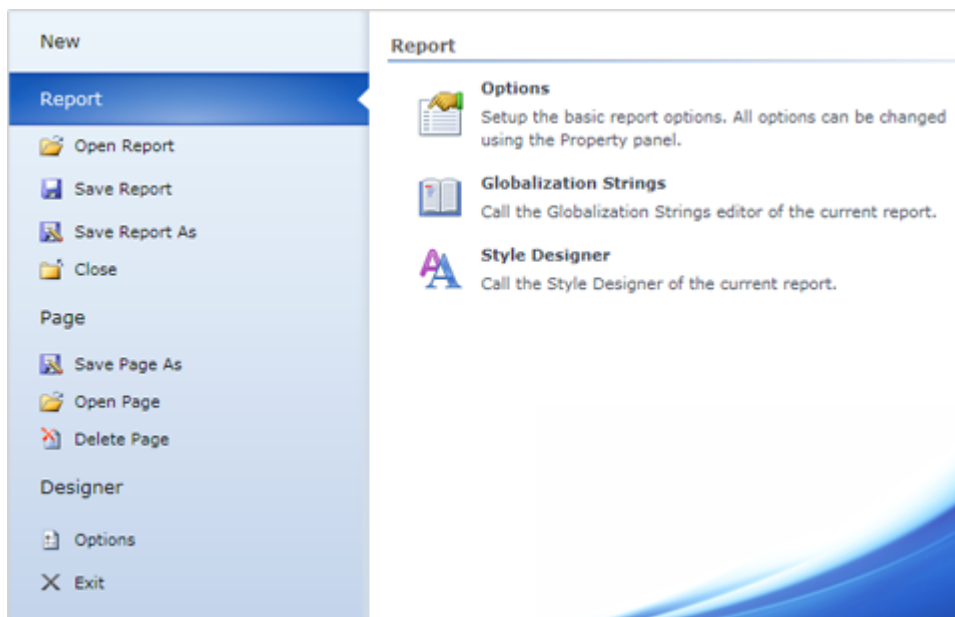 New
Report
Open Report
Save Report
Save Report As
Close
Page
Save Page As
Open Page
Delete Page
Designer
Options
Exit
Report
Options
Setup the basic report options. All options can be changed
using the Property panel.
Globalization Strings
Call the Globalization Strings editor of the current report.
Style Designer
Call the Style Designer of the current report.